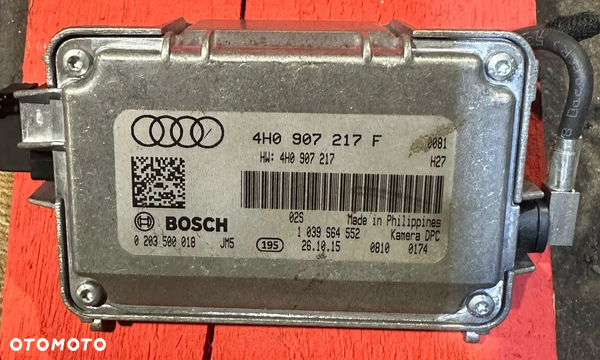 4H0 907 217 F
0081
HW: 4H0 907 217
H27
02S
Made in Philippines
BOSCH
1 039 S64 552
Kamera DPC
0 203 500 018
JM5
195
26.10.15
0810
0174
OTOMOTO